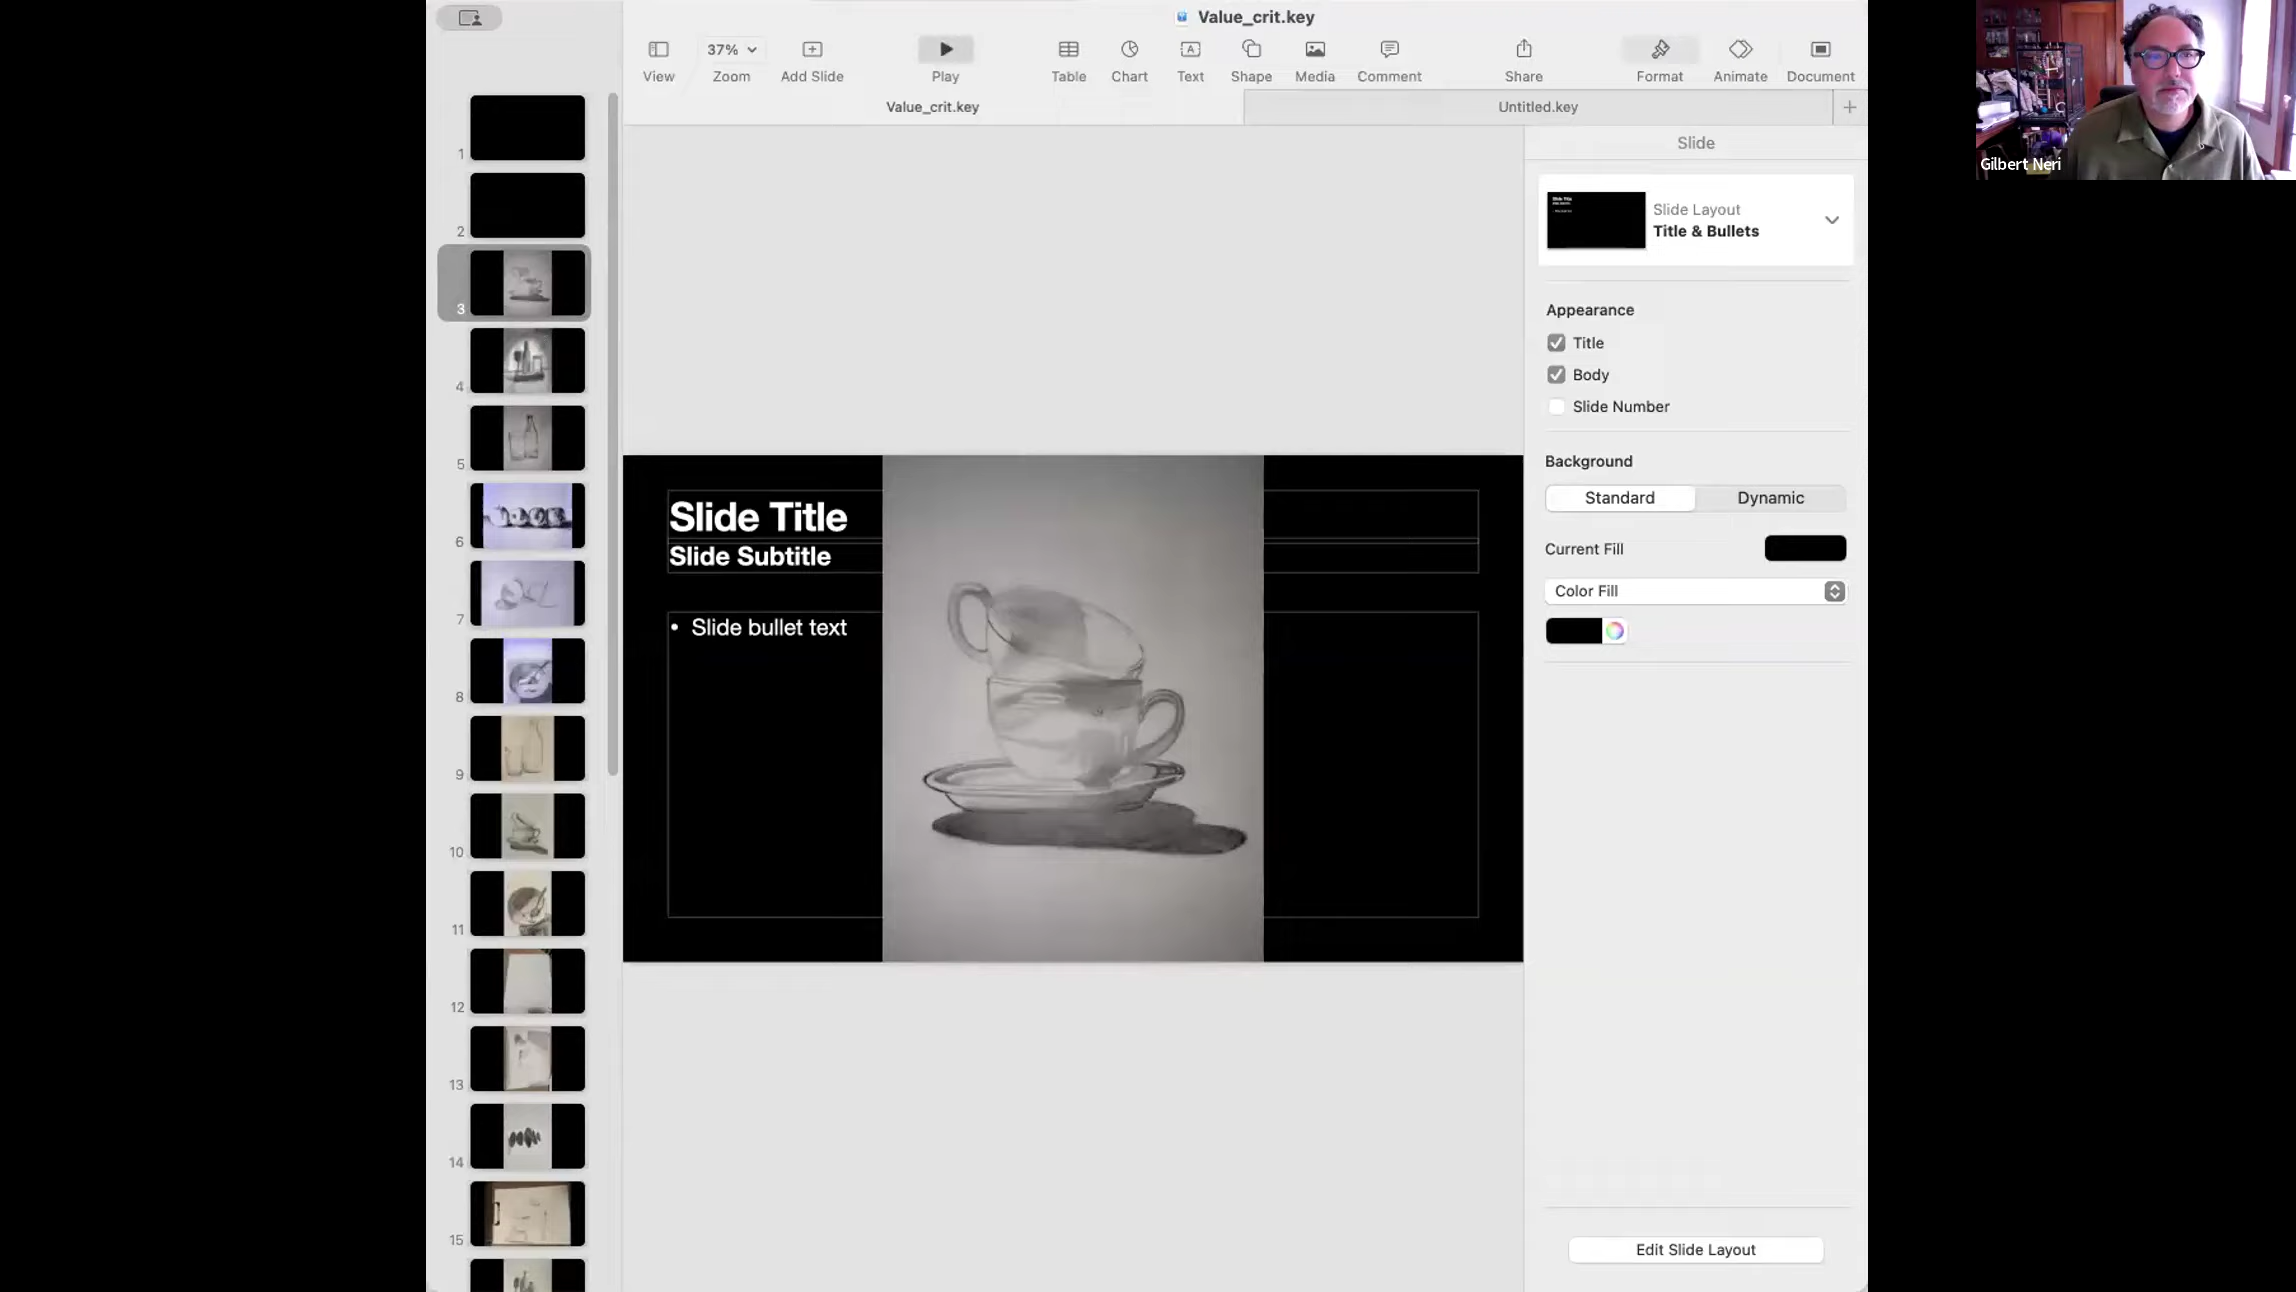 Value_crit.key
37%
View
Zoom
Add Slide
Play
Table
Chart
Text
Shape
Media
Comment
Share
Format
Animate
Document
Value_crit.key
Untitled.key
Slide
Slide Layout
Title & Bullets
Appearance
Title
Body
Slide Number
Background
Standard
Dynamic
Current Fill
Color Fill
Edit Slide Layout
Slide Title
Slide Subtitle
• Slide bullet text
1
2
3
4
5
6
7
8
9
10
11
12
13
14
15
Gilbert Neri